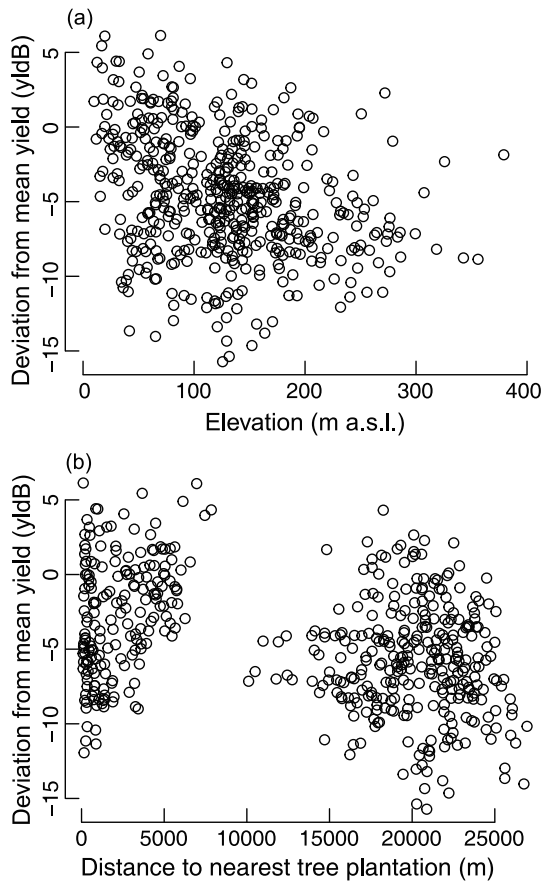 (a)
Deviation from mean yield (yldB)
5
0
−5
−10
−15
0 100 200 300 400
Elevation (m a.s.l.)
(b)
Deviation from mean yield (yldB)
5
0
−5
−10
−15
0 5000 10000 15000 20000 25000
Distance to nearest tree plantation (m)